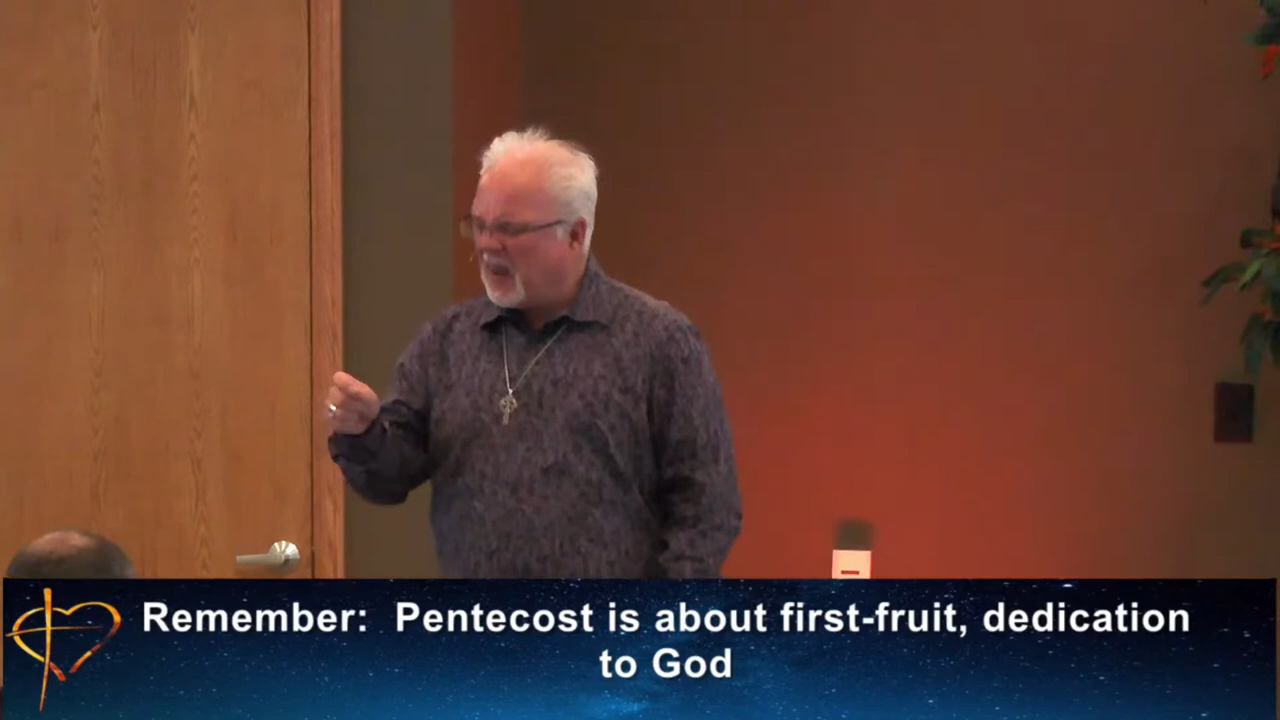 Remember:  Pentecost is about first-fruit, dedication
to God